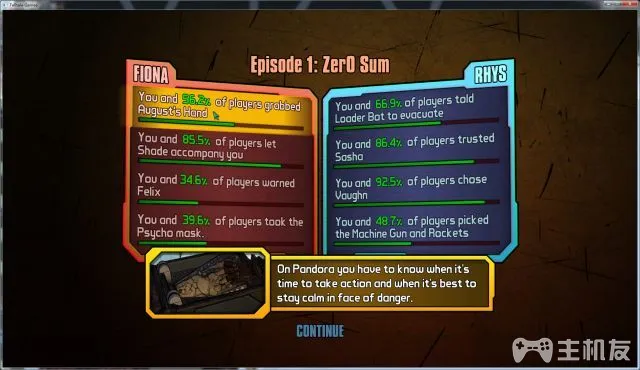 Telltale Games
Episode 1: Zer0 Sum
FIONA
You and 56.2% of players grabbed
August's Hand
You and 85.5% of players let
Shade accompany you
You and 34.6% of players warned
Felix
You and 39.6% of players took the
Psycho mask.
RHYS
You and 66.9% of players told
Loader Bot to evacuate
You and 86.4% of players trusted
Sasha
You and 92.5% of players chose
Vaughn
You and 48.7% of players picked
the Machine Gun and Rockets
On Pandora you have to know when it's
time to take action and when it's best to
stay calm in face of danger.
CONTINUE
主机友